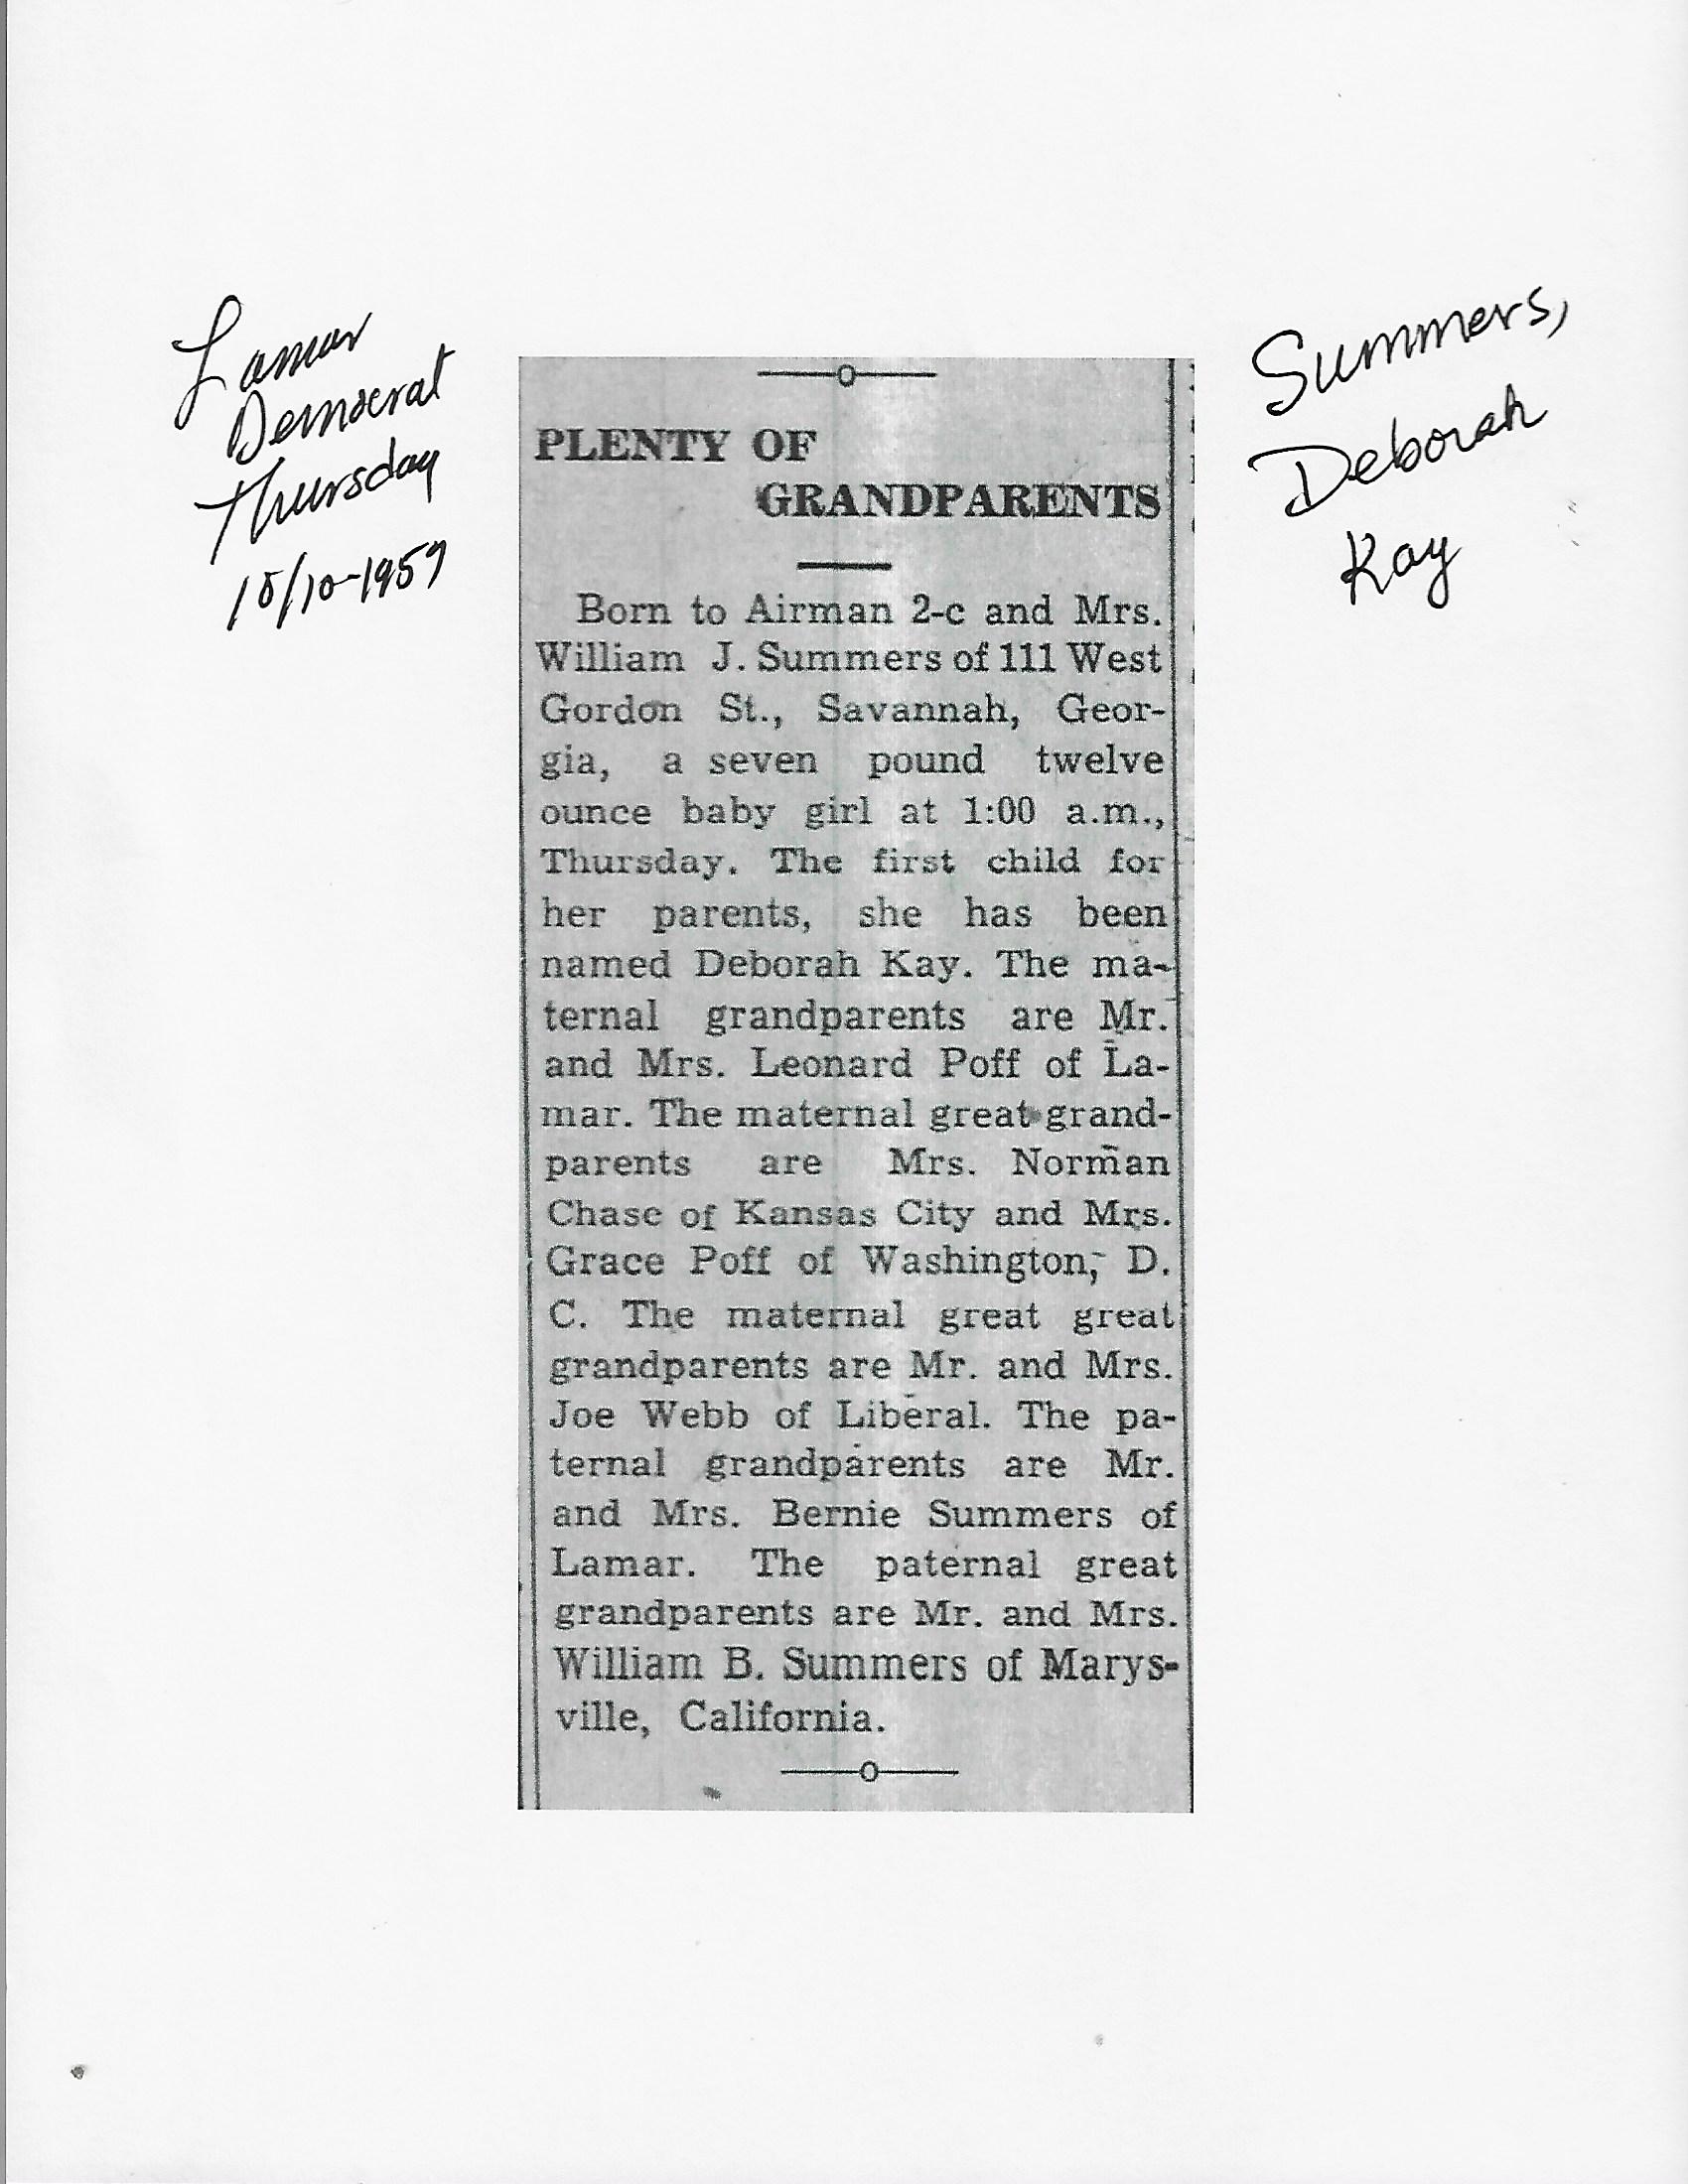 Lamar
Democrat
Thursday
10/10-1957
Summers,
Deborah
Kay
PLENTY OF
GRANDPARENTS
Born to Airman 2-c and Mrs.
William J. Summers of 111 West
Gordon St., Savannah, Geor-
gia, a seven pound twelve
ounce baby girl at 1:00 a.m.,
Thursday. The first child for
her parents, she has been
named Deborah Kay. The ma-
ternal grandparents are Mr.
and Mrs. Leonard Poff of La-
mar. The maternal great grand-
parents are Mrs. Norman
Chase of Kansas City and Mrs.
Grace Poff of Washington, D.
C. The maternal great great
grandparents are Mr. and Mrs.
Joe Webb of Liberal. The pa-
ternal grandparents are Mr.
and Mrs. Bernie Summers of
Lamar. The paternal great
grandparents are Mr. and Mrs.
William B. Summers of Marys-
ville, California.